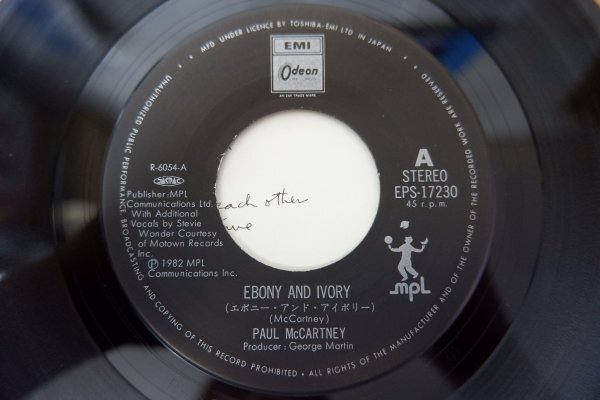 MFD UNDER LICENCE BY TOSHIBA-EMI LTD IN JAPAN • UNAUTHORIZED PUBLIC PERFORMANCE, BROADCASTING AND COPYING OF THIS RECORD PROHIBITED • ALL RIGHTS OF THE MANUFACTURER AND OF THE OWNER OF THE RECORDED WORK ARE RESERVED
EMI
Odeon
R-6054-A
A
STEREO
EPS-17230
45 r.p.m.
Publisher-MPL
Communications Ltd.
With Additional
Vocals by Stevie
Wonder Courtesy
of Motown Records
Inc.
Ⓟ 1982 MPL
Communications Inc.
each other
mpL
EBONY AND IVORY
(エボニー・アンド・アイボリー)
(McCartney)
PAUL McCARTNEY
Producer : George Martin